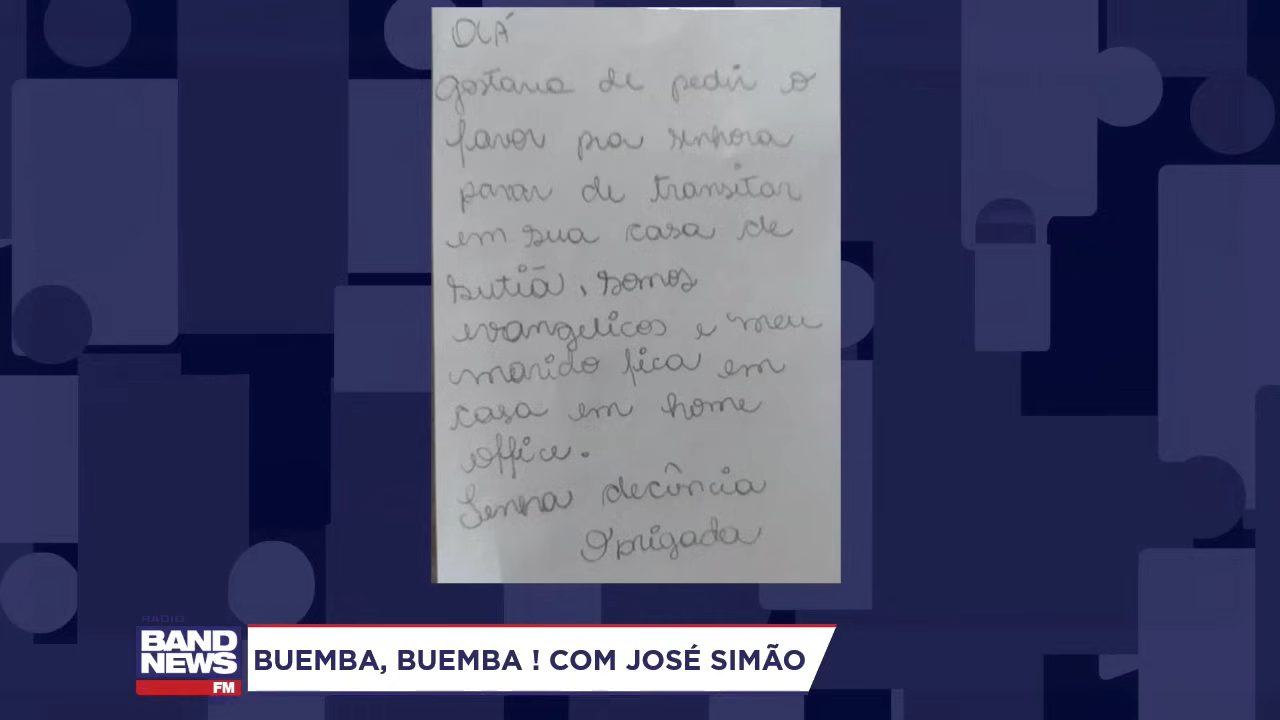 OLÁ
gostaria de pedir o
favor pra senhora
parar de transitar
em sua casa de
sutiã, somos
evangelicos e meu
marido fica em
casa em home
office.
Tenha decência
Obrigada
RADIO
BAND
NEWS
FM
BUEMBA, BUEMBA ! COM JOSÉ SIMÃO